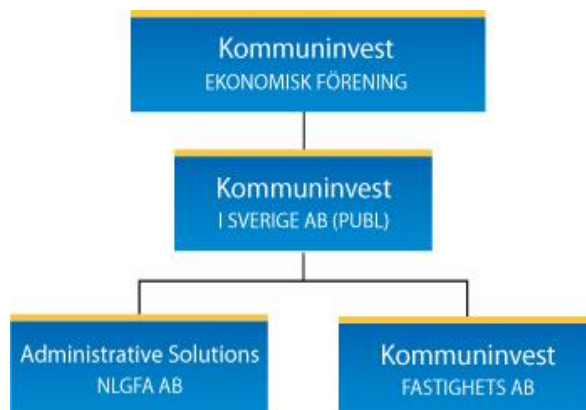 Kommuninvest
EKONOMISK FÖRENING
Kommuninvest
I SVERIGE AB (PUBL)
Administrative Solutions
NLGFA AB
Kommuninvest
FASTIGHETS AB